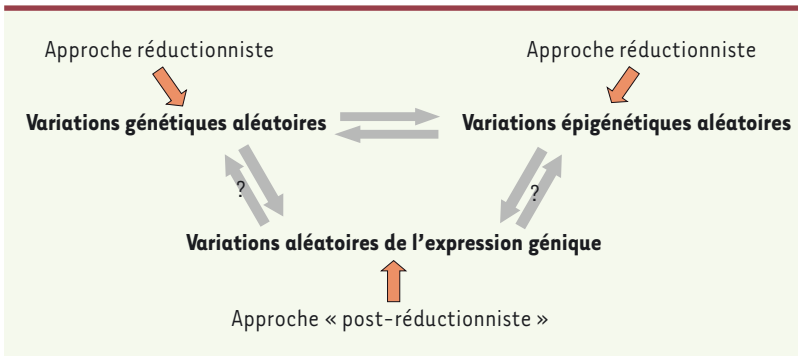 Approche réductionniste
Approche réductionniste
Variations génétiques aléatoires
Variations épigénétiques aléatoires
?
?
Variations aléatoires de l’expression génique
Approche « post-réductionniste »